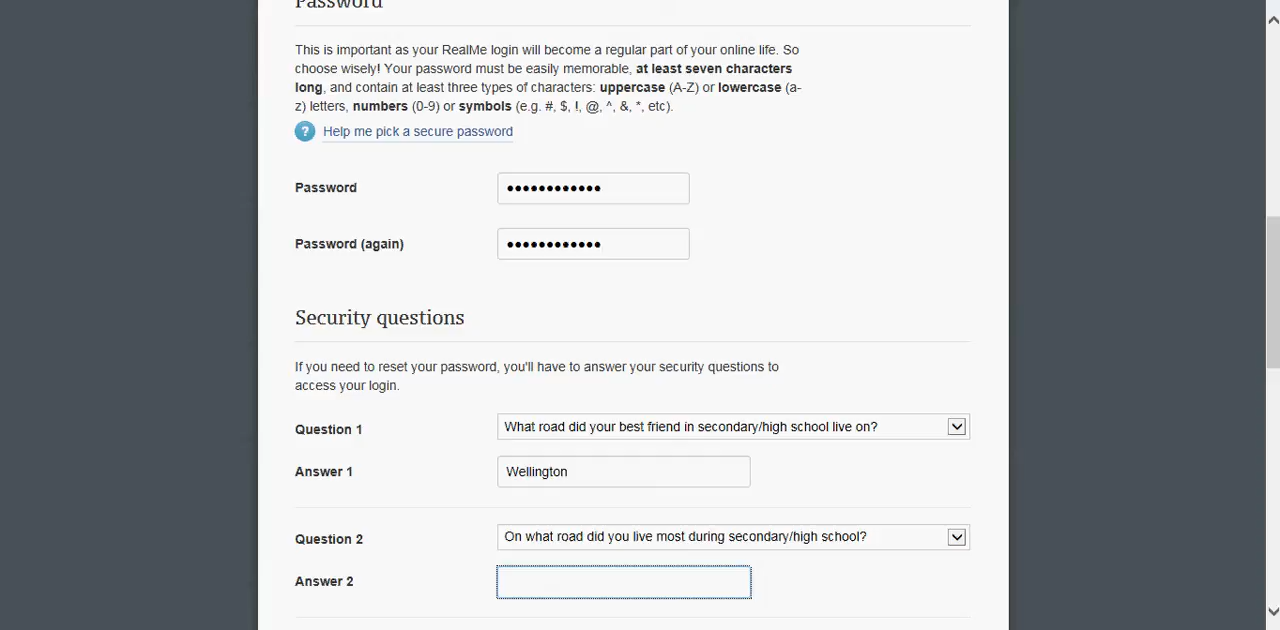 Password
This is important as your RealMe login will become a regular part of your online life. So
choose wisely! Your password must be easily memorable, at least seven characters
long, and contain at least three types of characters: uppercase (A-Z) or lowercase (a-
z) letters, numbers (0-9) or symbols (e.g. #, $, !, @, ^, &, *, etc).
? Help me pick a secure password
Password ●●●●●●●●●●●●
Password (again) ●●●●●●●●●●●●
Security questions
If you need to reset your password, you'll have to answer your security questions to
access your login.
Question 1 What road did your best friend in secondary/high school live on?
Answer 1 Wellington
Question 2 On what road did you live most during secondary/high school?
Answer 2